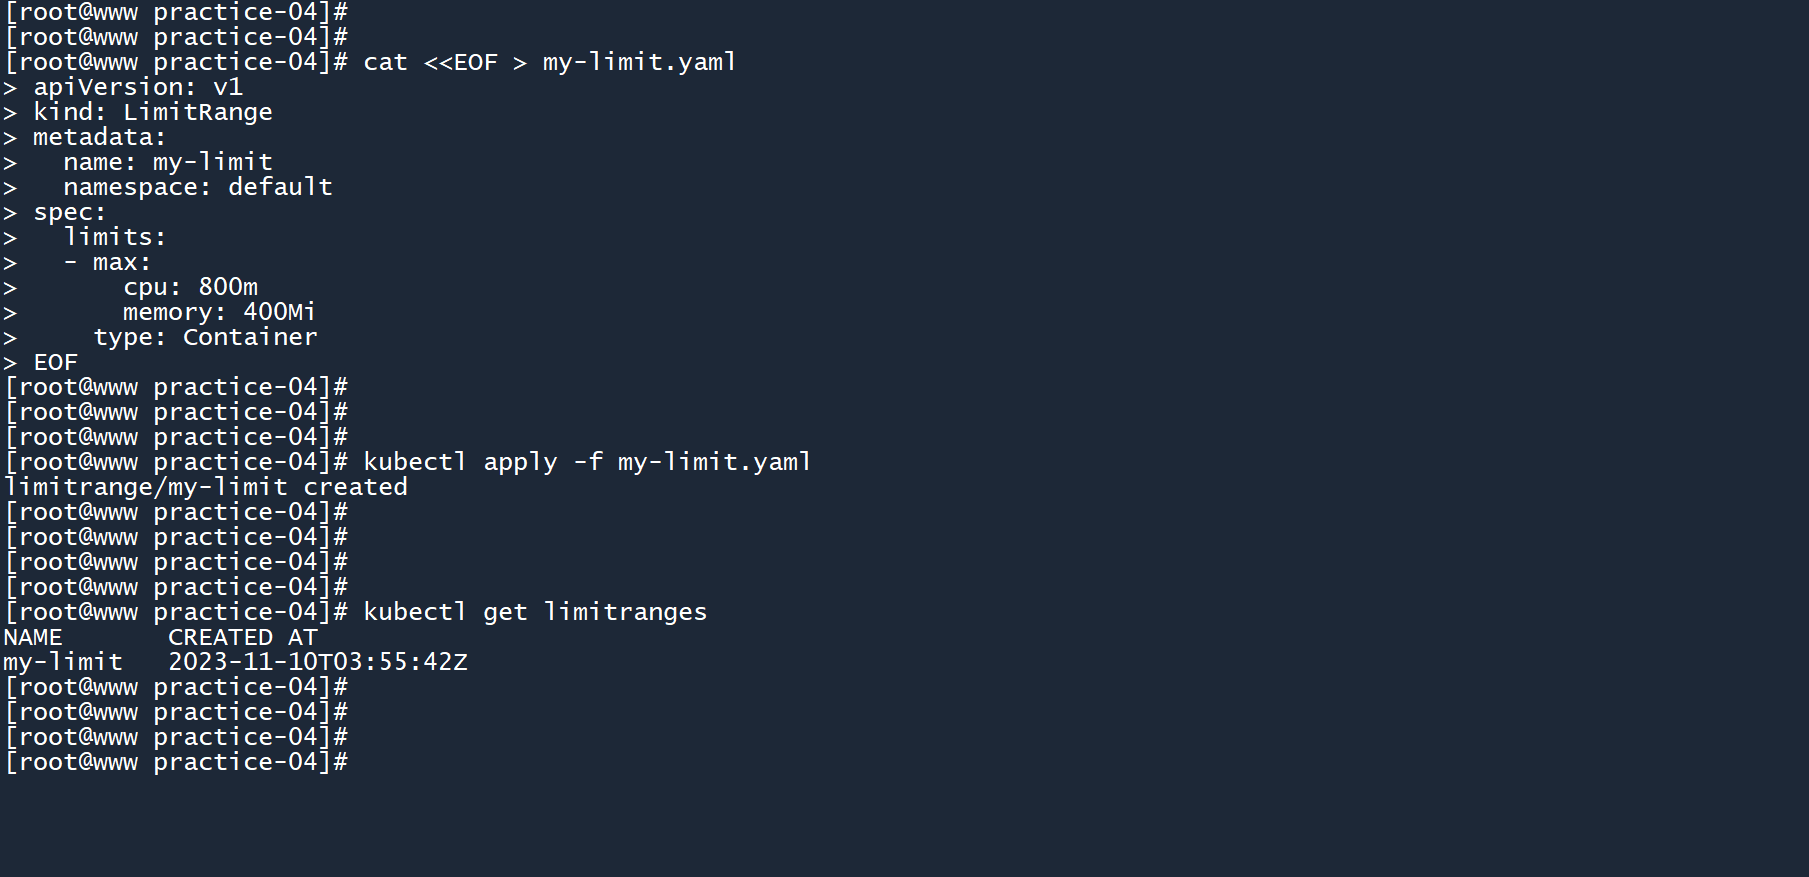 [root@www practice-04]#
[root@www practice-04]#
[root@www practice-04]# cat <<EOF > my-limit.yaml
> apiVersion: v1
> kind: LimitRange
> metadata:
>   name: my-limit
>   namespace: default
> spec:
>   limits:
>   - max:
>       cpu: 800m
>       memory: 400Mi
>     type: Container
> EOF
[root@www practice-04]#
[root@www practice-04]#
[root@www practice-04]#
[root@www practice-04]# kubectl apply -f my-limit.yaml
limitrange/my-limit created
[root@www practice-04]#
[root@www practice-04]#
[root@www practice-04]#
[root@www practice-04]#
[root@www practice-04]# kubectl get limitranges
NAME       CREATED AT
my-limit   2023-11-10T03:55:42Z
[root@www practice-04]#
[root@www practice-04]#
[root@www practice-04]#
[root@www practice-04]#